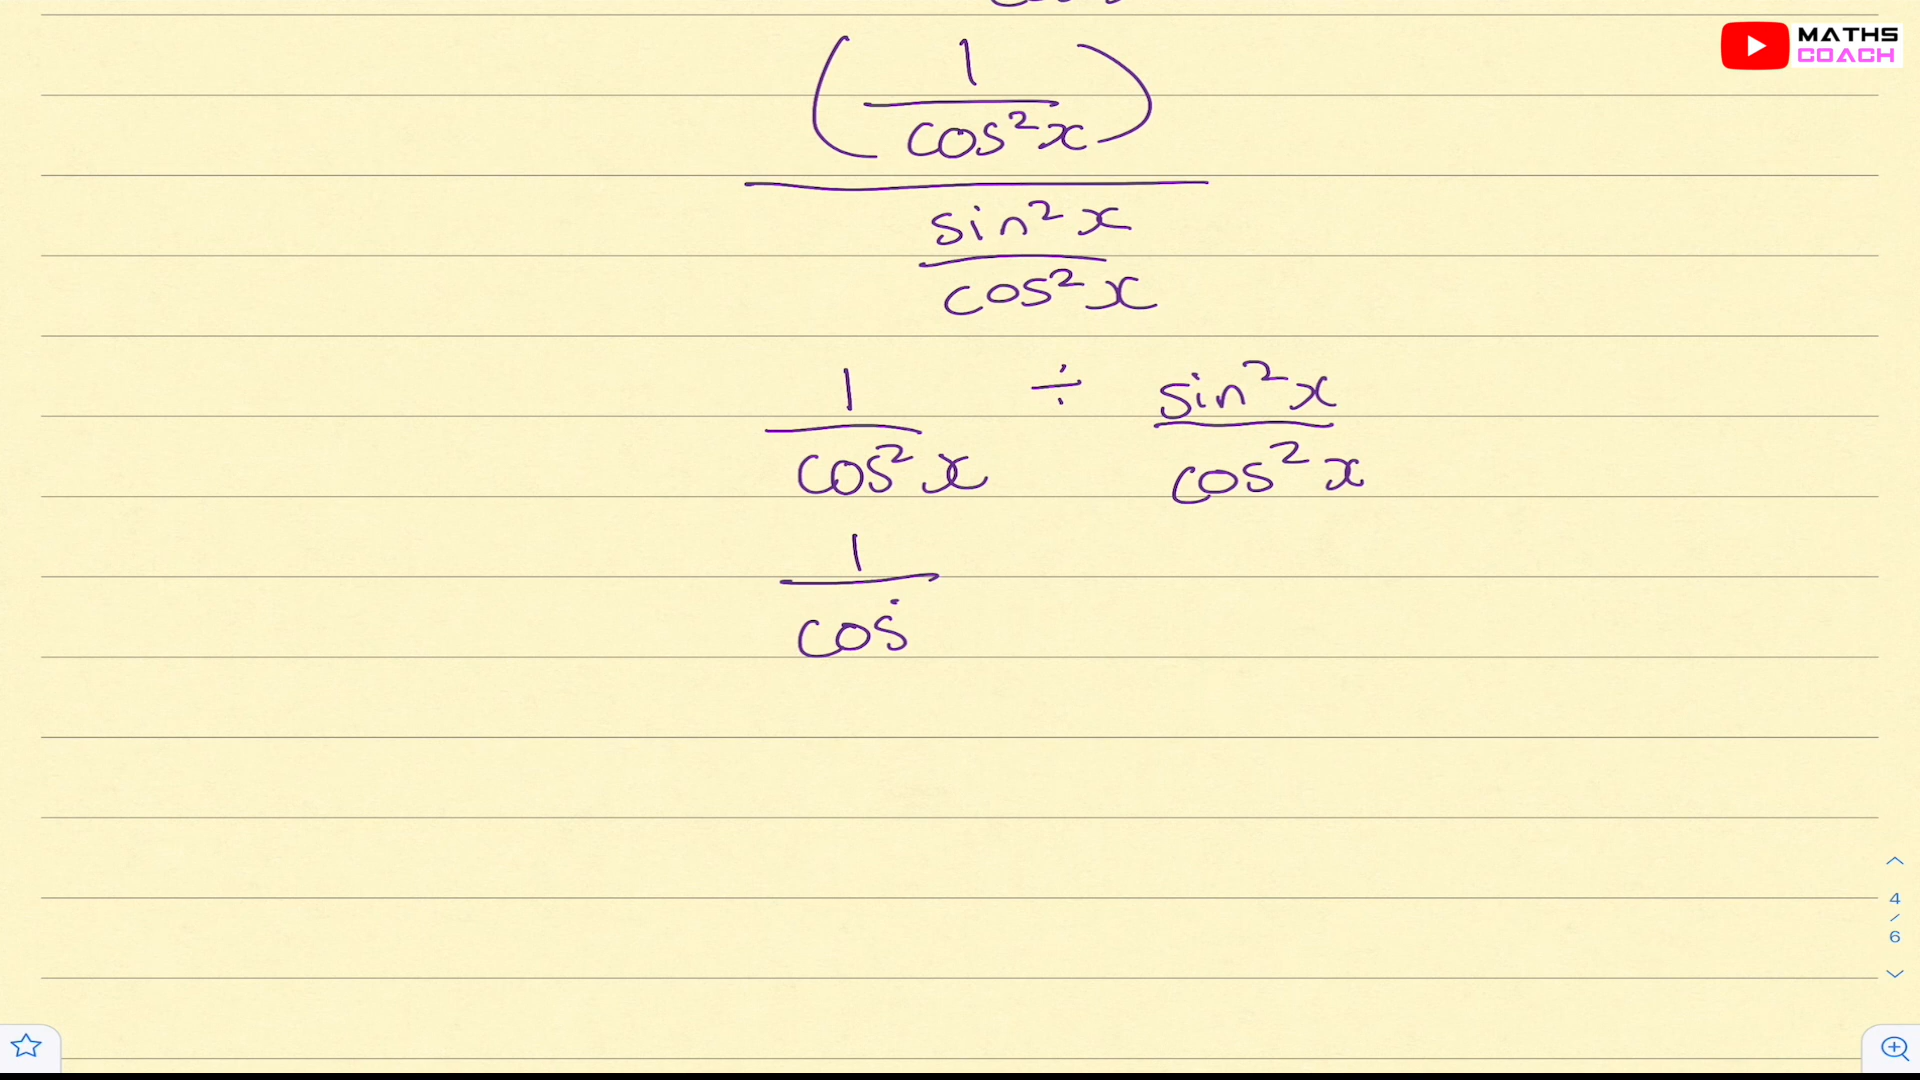 MATHS
COACH
( 1
cos²x )
sin²x
cos²x
1 ÷ sin²x
cos²x cos²x
1
cos
4
/
6